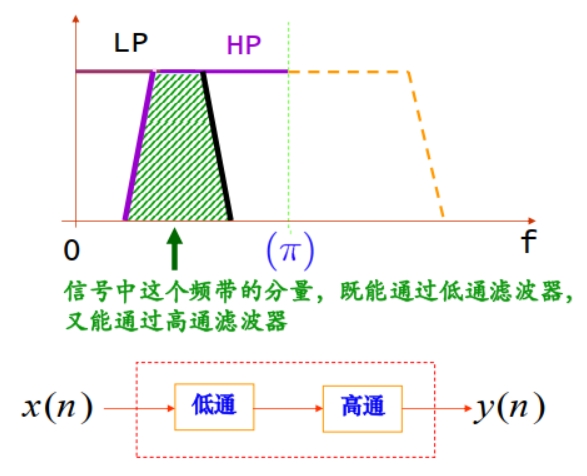 LP
HP
0
(π)
f
信号中这个频带的分量，既能通过低通滤波器，
又能通过高通滤波器
x(n)
低通
高通
y(n)